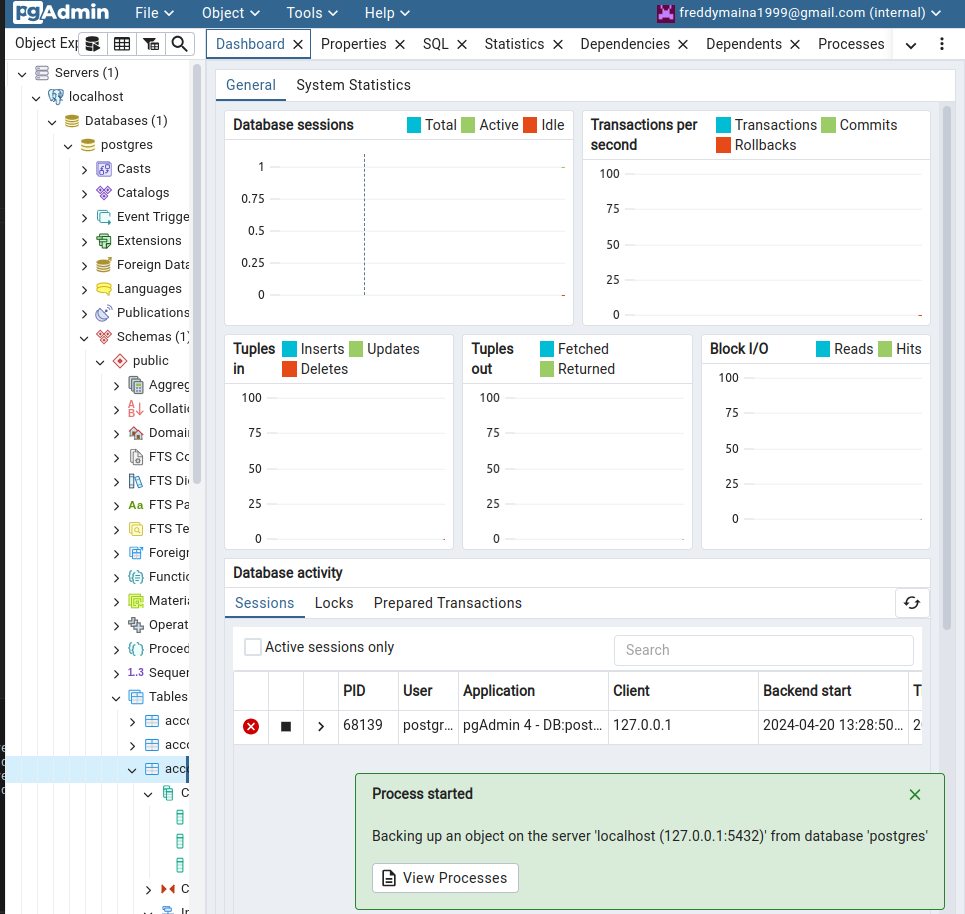 pgAdmin File Object Tools Help freddymaina1999@gmail.com (internal)
Object Exp Dashboard Properties SQL Statistics Dependencies Dependents Processes
Servers (1)
localhost
Databases (1)
postgres
Casts
Catalogs
Event Trigge
Extensions
Foreign Data
Languages
Publications
Schemas (1)
public
Aggreg
Collatio
Domai
FTS Co
FTS Di
Aa FTS Pa
FTS Te
Foreign
Functio
Materia
Operat
Proced
1..3 Sequer
Tables
acco
acco
acco
C
C
In
General System Statistics
Database sessions Total Active Idle
1
0.75
0.5
0.25
0
Transactions per second Transactions Commits
Rollbacks
100
75
50
25
0
Tuples in Inserts Updates
Deletes
100
75
50
25
0
Tuples out Fetched
Returned
100
75
50
25
0
Block I/O Reads Hits
100
75
50
25
0
Database activity
Sessions Locks Prepared Transactions
Active sessions only Search
PID User Application Client Backend start T
68139 postgr... pgAdmin 4 - DB:post... 127.0.0.1 2024-04-20 13:28:50... 2
Process started
Backing up an object on the server 'localhost (127.0.0.1:5432)' from database 'postgres'
View Processes